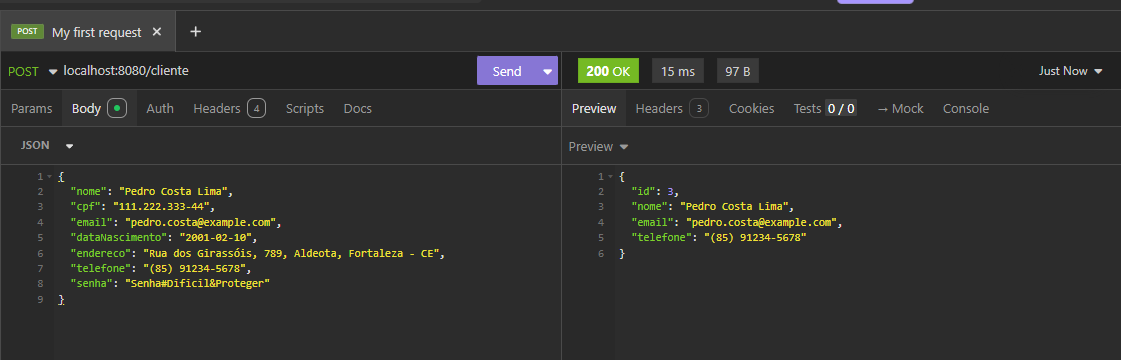 POST My first request × +
POST localhost:8080/cliente Send
200 OK 15 ms 97 B Just Now
Params Body Auth Headers 4 Scripts Docs
Preview Headers 3 Cookies Tests 0 / 0 → Mock Console
JSON
Preview
1 {
2 "nome": "Pedro Costa Lima",
3 "cpf": "111.222.333-44",
4 "email": "pedro.costa@example.com",
5 "dataNascimento": "2001-02-10",
6 "endereco": "Rua dos Girassóis, 789, Aldeota, Fortaleza - CE",
7 "telefone": "(85) 91234-5678",
8 "senha": "Senha#Dificil&Proteger"
9 }
1 {
2 "id": 3,
3 "nome": "Pedro Costa Lima",
4 "email": "pedro.costa@example.com",
5 "telefone": "(85) 91234-5678"
6 }